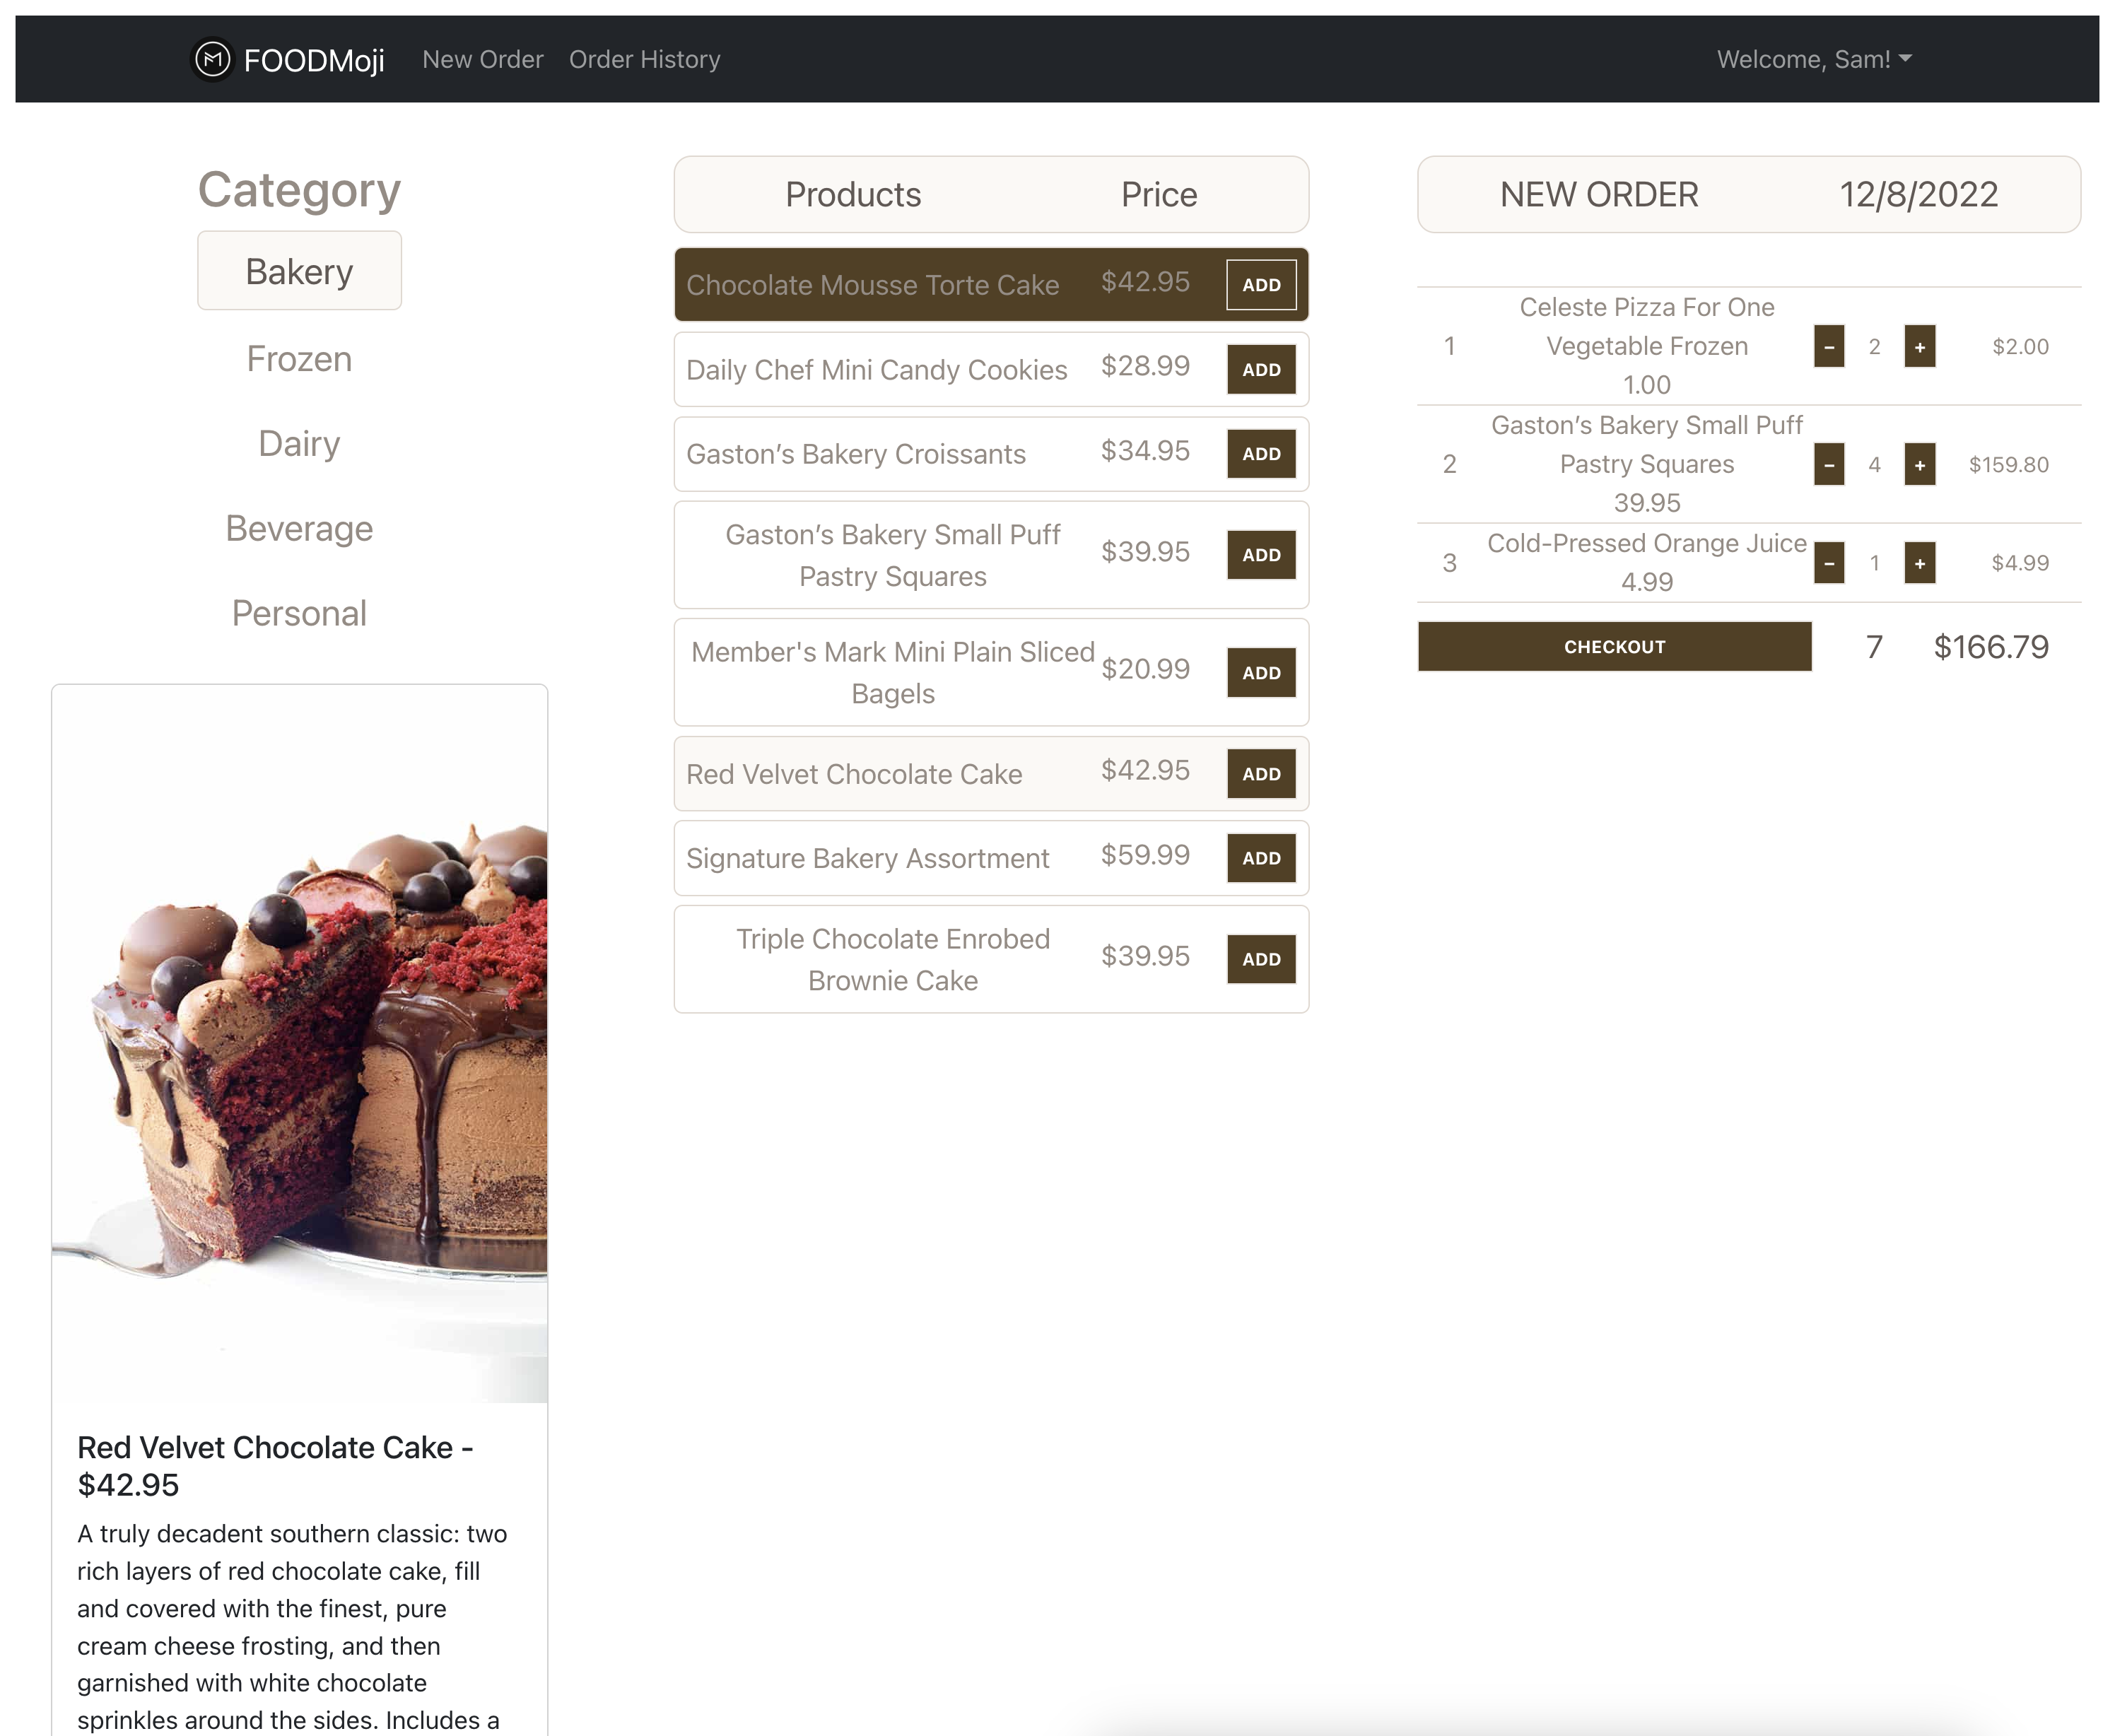 FOODMoji
New Order
Order History
Welcome, Sam!
Category
Bakery
Frozen
Dairy
Beverage
Personal
Red Velvet Chocolate Cake -
$42.95
A truly decadent southern classic: two
rich layers of red chocolate cake, fill
and covered with the finest, pure
cream cheese frosting, and then
garnished with white chocolate
sprinkles around the sides. Includes a
Products Price
Chocolate Mousse Torte Cake $42.95 ADD
Daily Chef Mini Candy Cookies $28.99 ADD
Gaston’s Bakery Croissants $34.95 ADD
Gaston’s Bakery Small Puff
Pastry Squares
$39.95 ADD
Member's Mark Mini Plain Sliced
Bagels
$20.99 ADD
Red Velvet Chocolate Cake $42.95 ADD
Signature Bakery Assortment $59.99 ADD
Triple Chocolate Enrobed
Brownie Cake
$39.95 ADD
NEW ORDER 12/8/2022
1
Celeste Pizza For One
Vegetable Frozen
1.00
− 2 + $2.00
2
Gaston’s Bakery Small Puff
Pastry Squares
39.95
− 4 + $159.80
3
Cold-Pressed Orange Juice
4.99
− 1 + $4.99
CHECKOUT 7 $166.79